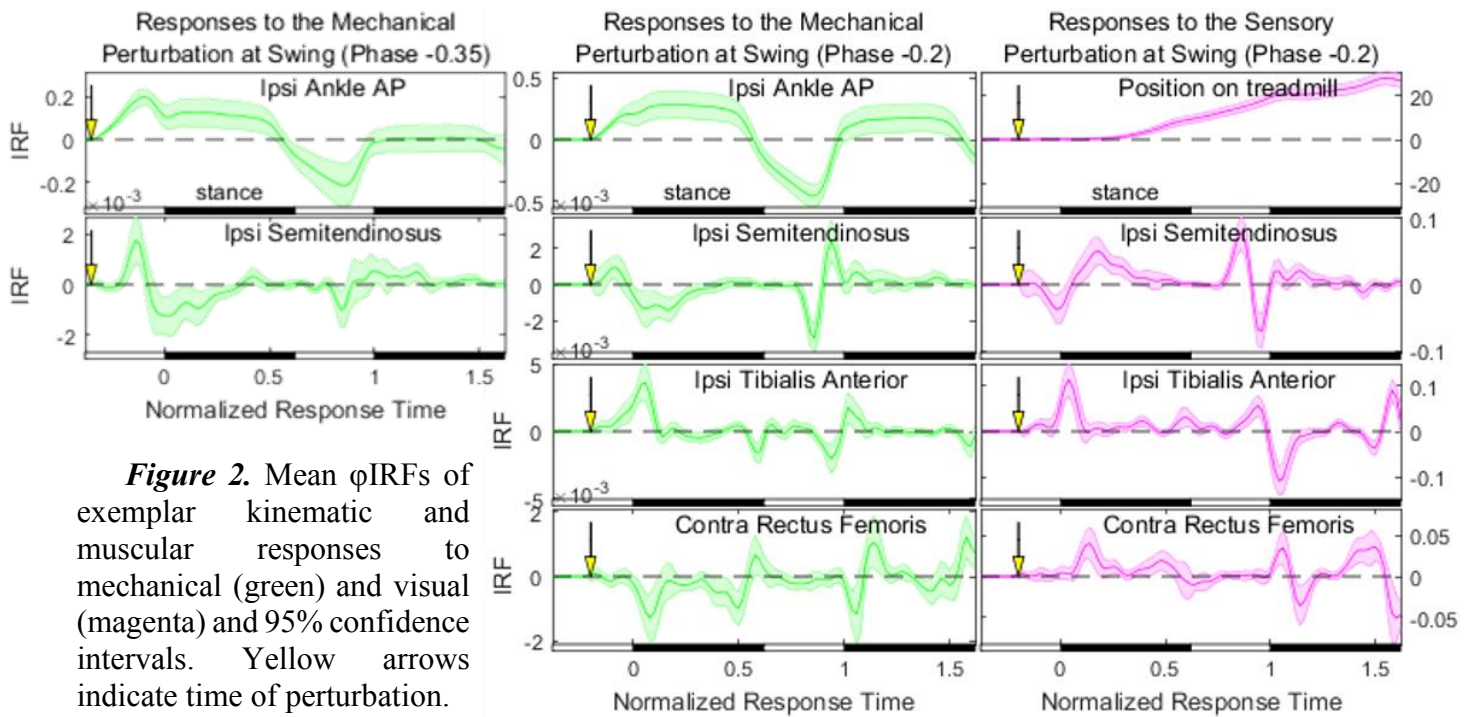 Responses to the Mechanical
Perturbation at Swing (Phase -0.35)
Ipsi Ankle AP
0.2
0
-0.2
IRF
stance
×10-3
Ipsi Semitendinosus
2
0
-2
IRF
0 0.5 1 1.5
Normalized Response Time
Figure 2. Mean φIRFs of
exemplar kinematic and
muscular responses to
mechanical (green) and visual
(magenta) and 95% confidence
intervals. Yellow arrows
indicate time of perturbation.
Responses to the Mechanical
Perturbation at Swing (Phase -0.2)
Ipsi Ankle AP
0.5
0
-0.5
stance
×10-3
Ipsi Semitendinosus
2
0
-2
×10-3
Ipsi Tibialis Anterior
5
0
-5
IRF
×10-3
Contra Rectus Femoris
2
0
-2
IRF
0 0.5 1 1.5
Normalized Response Time
Responses to the Sensory
Perturbation at Swing (Phase -0.2)
Position on treadmill
20
0
-20
stance
Ipsi Semitendinosus
0.1
0
-0.1
Ipsi Tibialis Anterior
0.1
0
-0.1
Contra Rectus Femoris
0.05
0
-0.05
0 0.5 1 1.5
Normalized Response Time